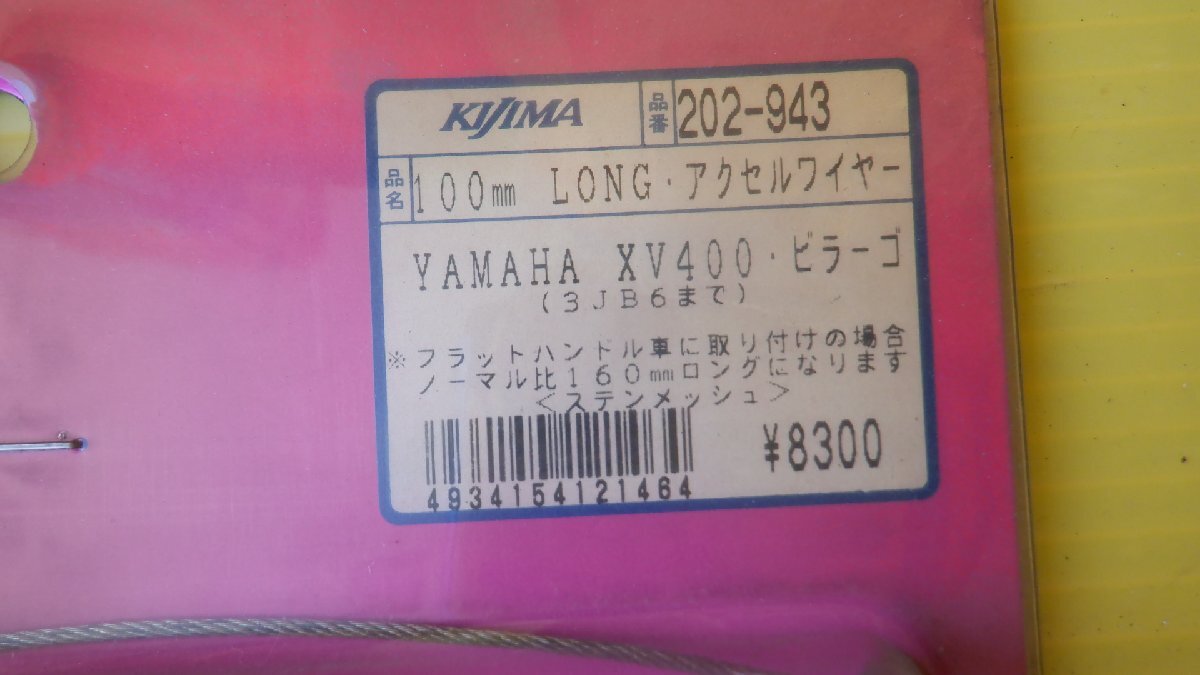 KIJIMA 品番 202-943
品名 100mm LONG・アクセルワイヤー
YAMAHA XV400・ビラーゴ
(3JB6まで)
※フラットハンドル車に取り付けの場合
ノーマル比160mmロングになります
<ステンメッシュ>
¥8300
4934154121464